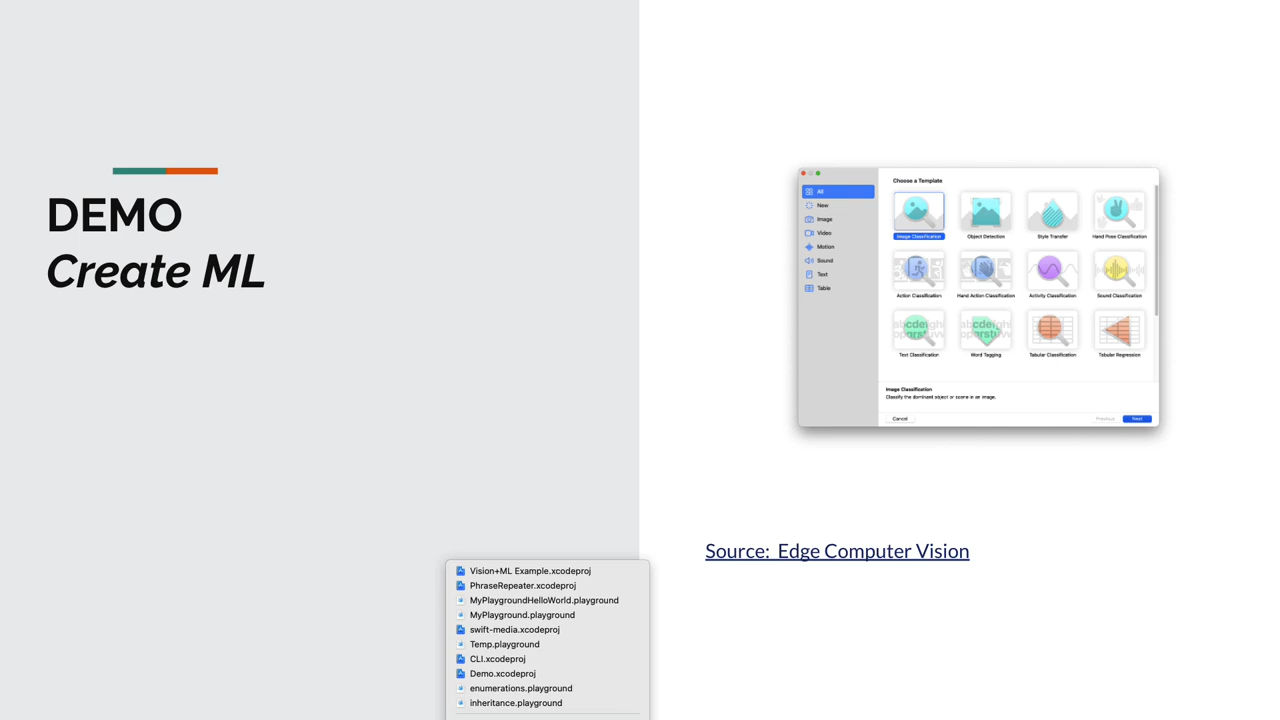 DEMO
Create ML
Choose a Template
All
New
Image
Video
Motion
Sound
Text
Table
Image Classification
Object Detection
Style Transfer
Hand Pose Classification
Action Classification
Hand Action Classification
Activity Classification
Sound Classification
Text Classification
Word Tagging
Tabular Classification
Tabular Regression
Image Classification
Classify the dominant object or scene in an image.
Cancel
Previous
Next
Source: Edge Computer Vision
Vision+ML Example.xcodeproj
PhraseRepeater.xcodeproj
MyPlaygroundHelloWorld.playground
MyPlayground.playground
swift-media.xcodeproj
Temp.playground
CLI.xcodeproj
Demo.xcodeproj
enumerations.playground
inheritance.playground